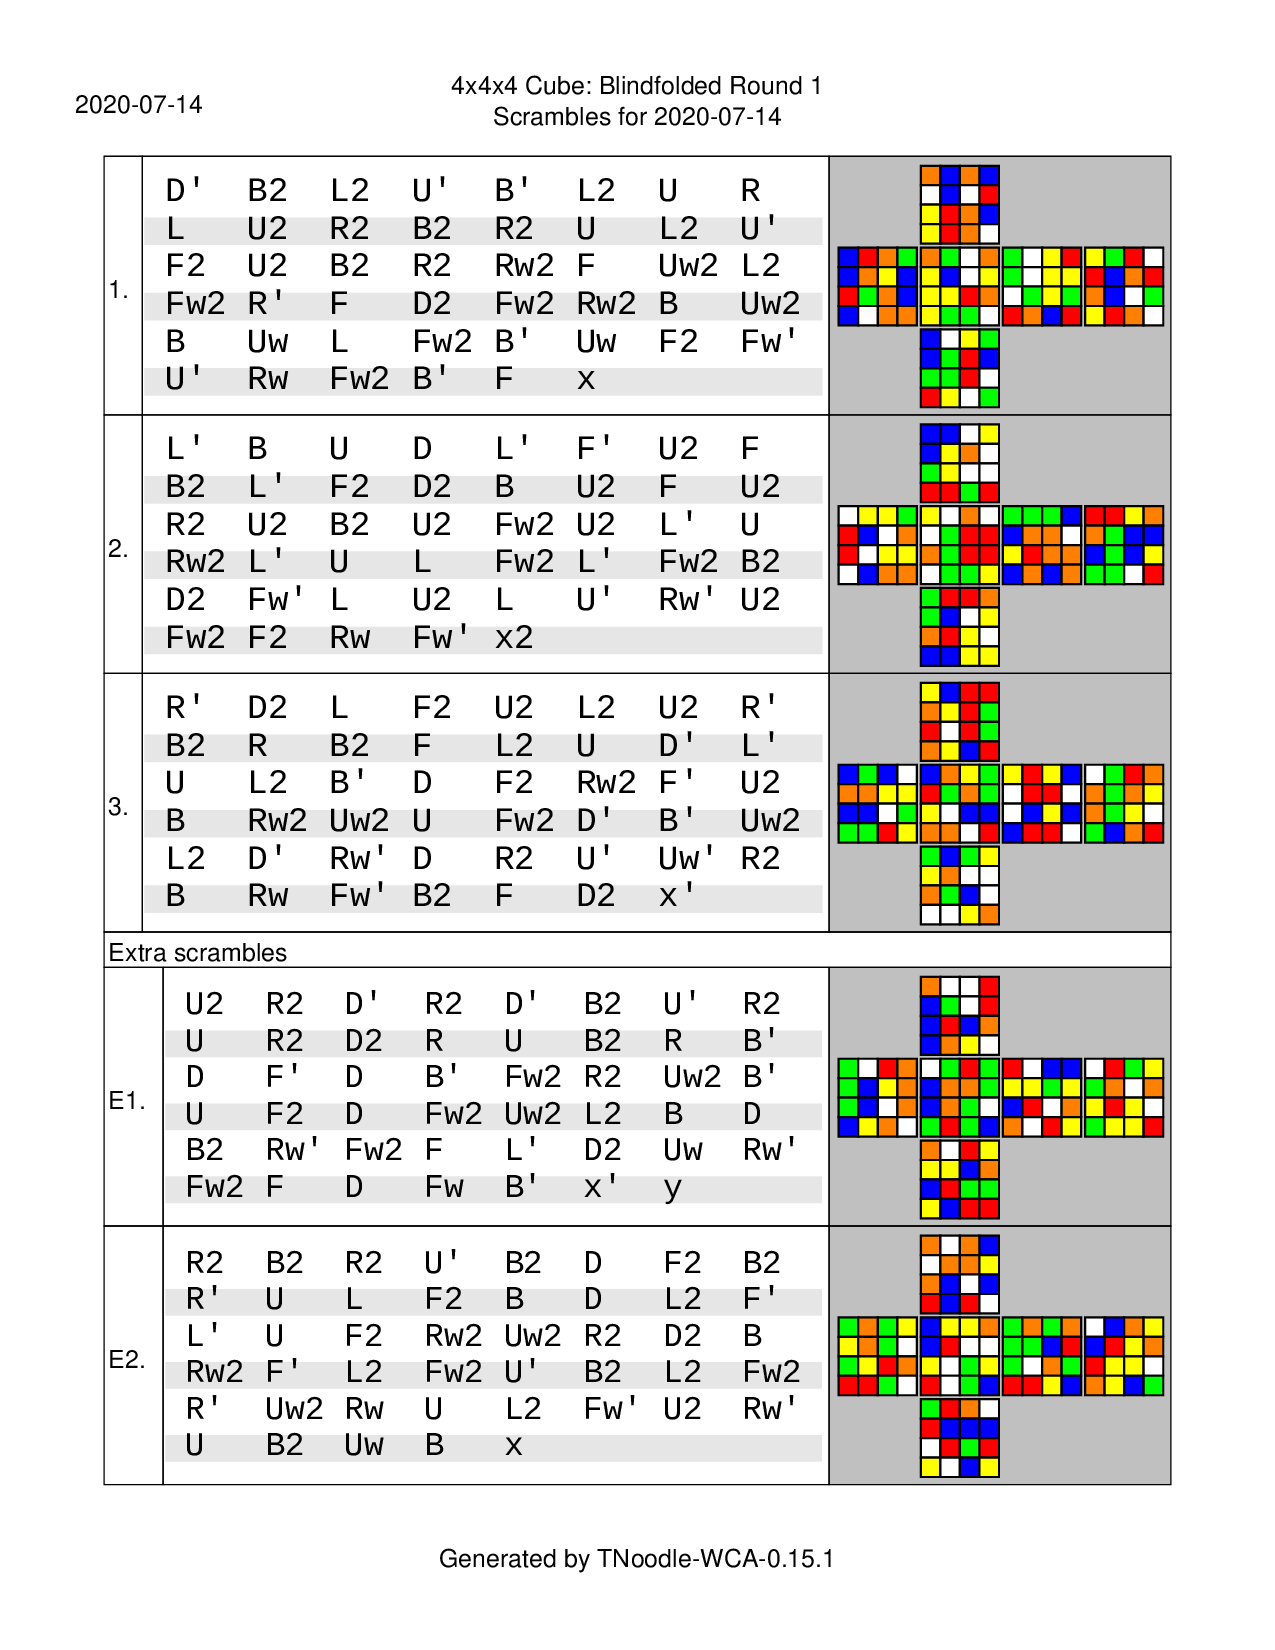 4x4x4 Cube: Blindfolded Round 1
2020-07-14
Scrambles for 2020-07-14
1.
D' B2 L2 U' B' L2 U R
L U2 R2 B2 R2 U L2 U'
F2 U2 B2 R2 Rw2 F Uw2 L2
Fw2 R' F D2 Fw2 Rw2 B Uw2
B Uw L Fw2 B' Uw F2 Fw'
U' Rw Fw2 B' F x
2.
L' B U D L' F' U2 F
B2 L' F2 D2 B U2 F U2
R2 U2 B2 U2 Fw2 U2 L' U
Rw2 L' U L Fw2 L' Fw2 B2
D2 Fw' L U2 L U' Rw' U2
Fw2 F2 Rw Fw' x2
3.
R' D2 L F2 U2 L2 U2 R'
B2 R B2 F L2 U D' L'
U L2 B' D F2 Rw2 F' U2
B Rw2 Uw2 U Fw2 D' B' Uw2
L2 D' Rw' D R2 U' Uw' R2
B Rw Fw' B2 F D2 x'
Extra scrambles
E1.
U2 R2 D' R2 D' B2 U' R2
U R2 D2 R U B2 R B'
D F' D B' Fw2 R2 Uw2 B'
U F2 D Fw2 Uw2 L2 B D
B2 Rw' Fw2 F L' D2 Uw Rw'
Fw2 F D Fw B' x' y
E2.
R2 B2 R2 U' B2 D F2 B2
R' U L F2 B D L2 F'
L' U F2 Rw2 Uw2 R2 D2 B
Rw2 F' L2 Fw2 U' B2 L2 Fw2
R' Uw2 Rw U L2 Fw' U2 Rw'
U B2 Uw B x
Generated by TNoodle-WCA-0.15.1